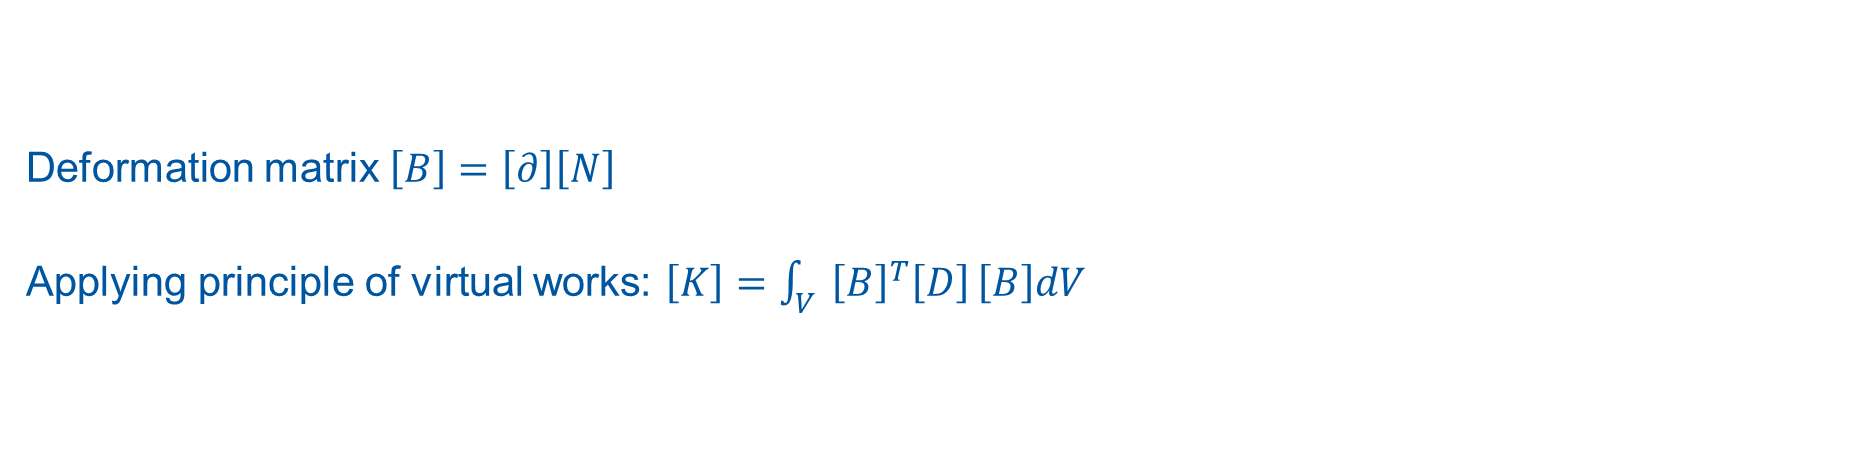 Deformation matrix [B] = [∂][N]
Applying principle of virtual works: [K] = ∫_V [B]^T[D] [B]dV